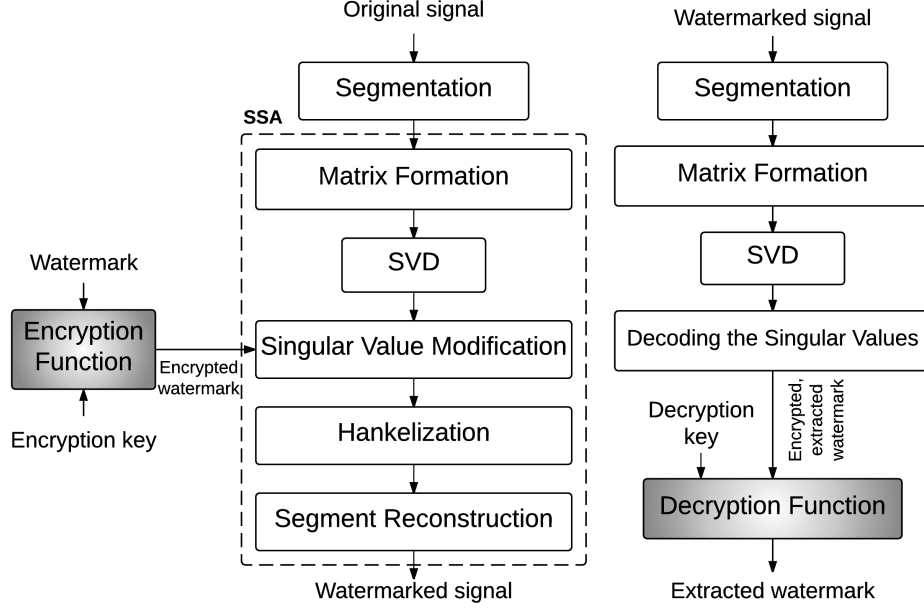 Original signal
Segmentation
SSA
Matrix Formation
SVD
Watermark
Encryption
Function
Encrypted
watermark
Encryption key
Singular Value Modification
Hankelization
Segment Reconstruction
Watermarked signal
Watermarked signal
Segmentation
Matrix Formation
SVD
Decoding the Singular Values
Encrypted,
extracted
watermark
Decryption
key
Decryption Function
Extracted watermark